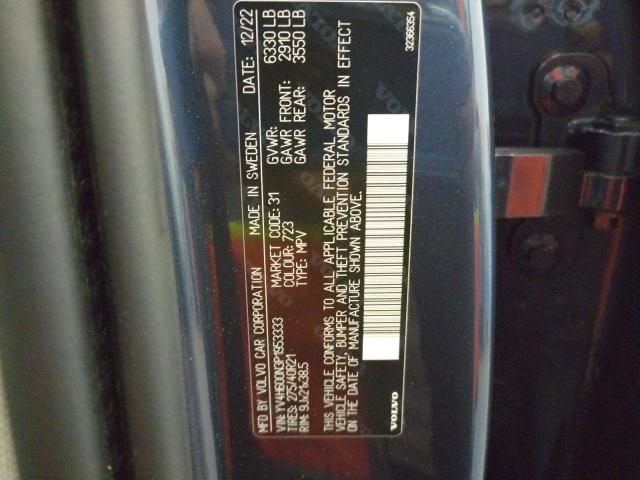 MFD BY VOLVO CAR CORPORATION MADE IN SWEDEN DATE: 12/22
VIN: YV4H600N3P1953333 MARKET CODE: 31 GVWR: 6330 LB
TIRES: 275/40R21 COLOUR: 723 GAWR FRONT: 2910 LB
RIM: 9Jx21x38.5 TYPE: MPV GAWR REAR: 3550 LB
THIS VEHICLE CONFORMS TO ALL APPLICABLE FEDERAL MOTOR
VEHICLE SAFETY, BUMPER AND THEFT PREVENTION STANDARDS IN EFFECT
ON THE DATE OF MANUFACTURE SHOWN ABOVE.
VOLVO
32366354